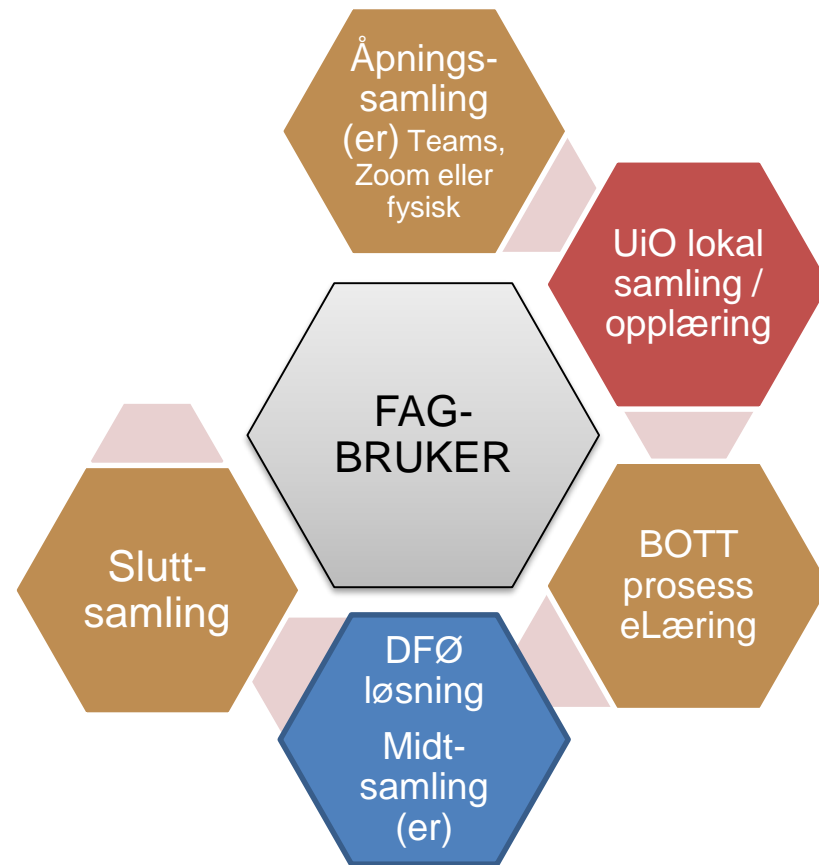 Åpnings-
samling
(er) Teams,
Zoom eller
fysisk
UiO lokal
samling /
opplæring
FAG-
BRUKER
BOTT
prosess
eLæring
DFØ
løsning
Midt-
samling
(er)
Slutt-
samling